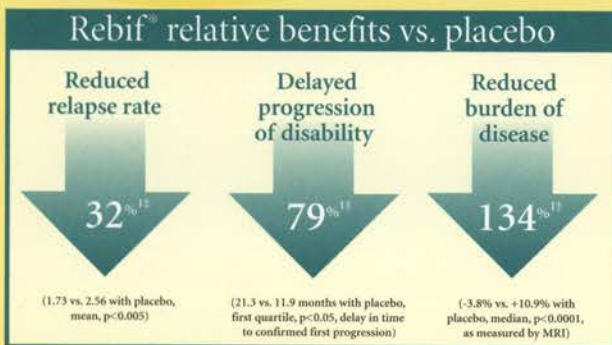 Rebif® relative benefits vs. placebo
Reduced
relapse rate
32%†‡
(1.73 vs. 2.56 with placebo,
mean, p<0.005)
Delayed
progression
of disability
79%†‡
(21.3 vs. 11.9 months with placebo,
first quartile, p<0.05, delay in time
to confirmed first progression)
Reduced
burden of
disease
134%†‡
(-3.8% vs. +10.9% with
placebo, median, p<0.0001,
as measured by MRI)